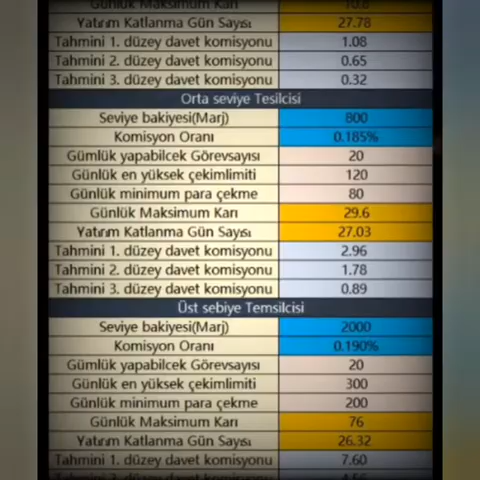 Günlük Maksimum Karı 10.8
Yatırım Katlanma Gün Sayısı 27.78
Tahmini 1. düzey davet komisyonu 1.08
Tahmini 2. düzey davet komisyonu 0.65
Tahmini 3. düzey davet komisyonu 0.32
Orta seviye Tesilcisi
Seviye bakiyesi(Marj) 800
Komisyon Oranı 0.185%
Gümlük yapabilcek Görevsayısı 20
Günlük en yüksek çekimlimiti 120
Günlük minimum para çekme 80
Günlük Maksimum Karı 29.6
Yatırım Katlanma Gün Sayısı 27.03
Tahmini 1. düzey davet komisyonu 2.96
Tahmini 2. düzey davet komisyonu 1.78
Tahmini 3. düzey davet komisyonu 0.89
Üst sebiye Temsilcisi
Seviye bakiyesi(Marj) 2000
Komisyon Oranı 0.190%
Gümlük yapabilcek Görevsayısı 20
Günlük en yüksek çekimlimiti 300
Günlük minimum para çekme 200
Günlük Maksimum Karı 76
Yatırım Katlanma Gün Sayısı 26.32
Tahmini 1. düzey davet komisyonu 7.60